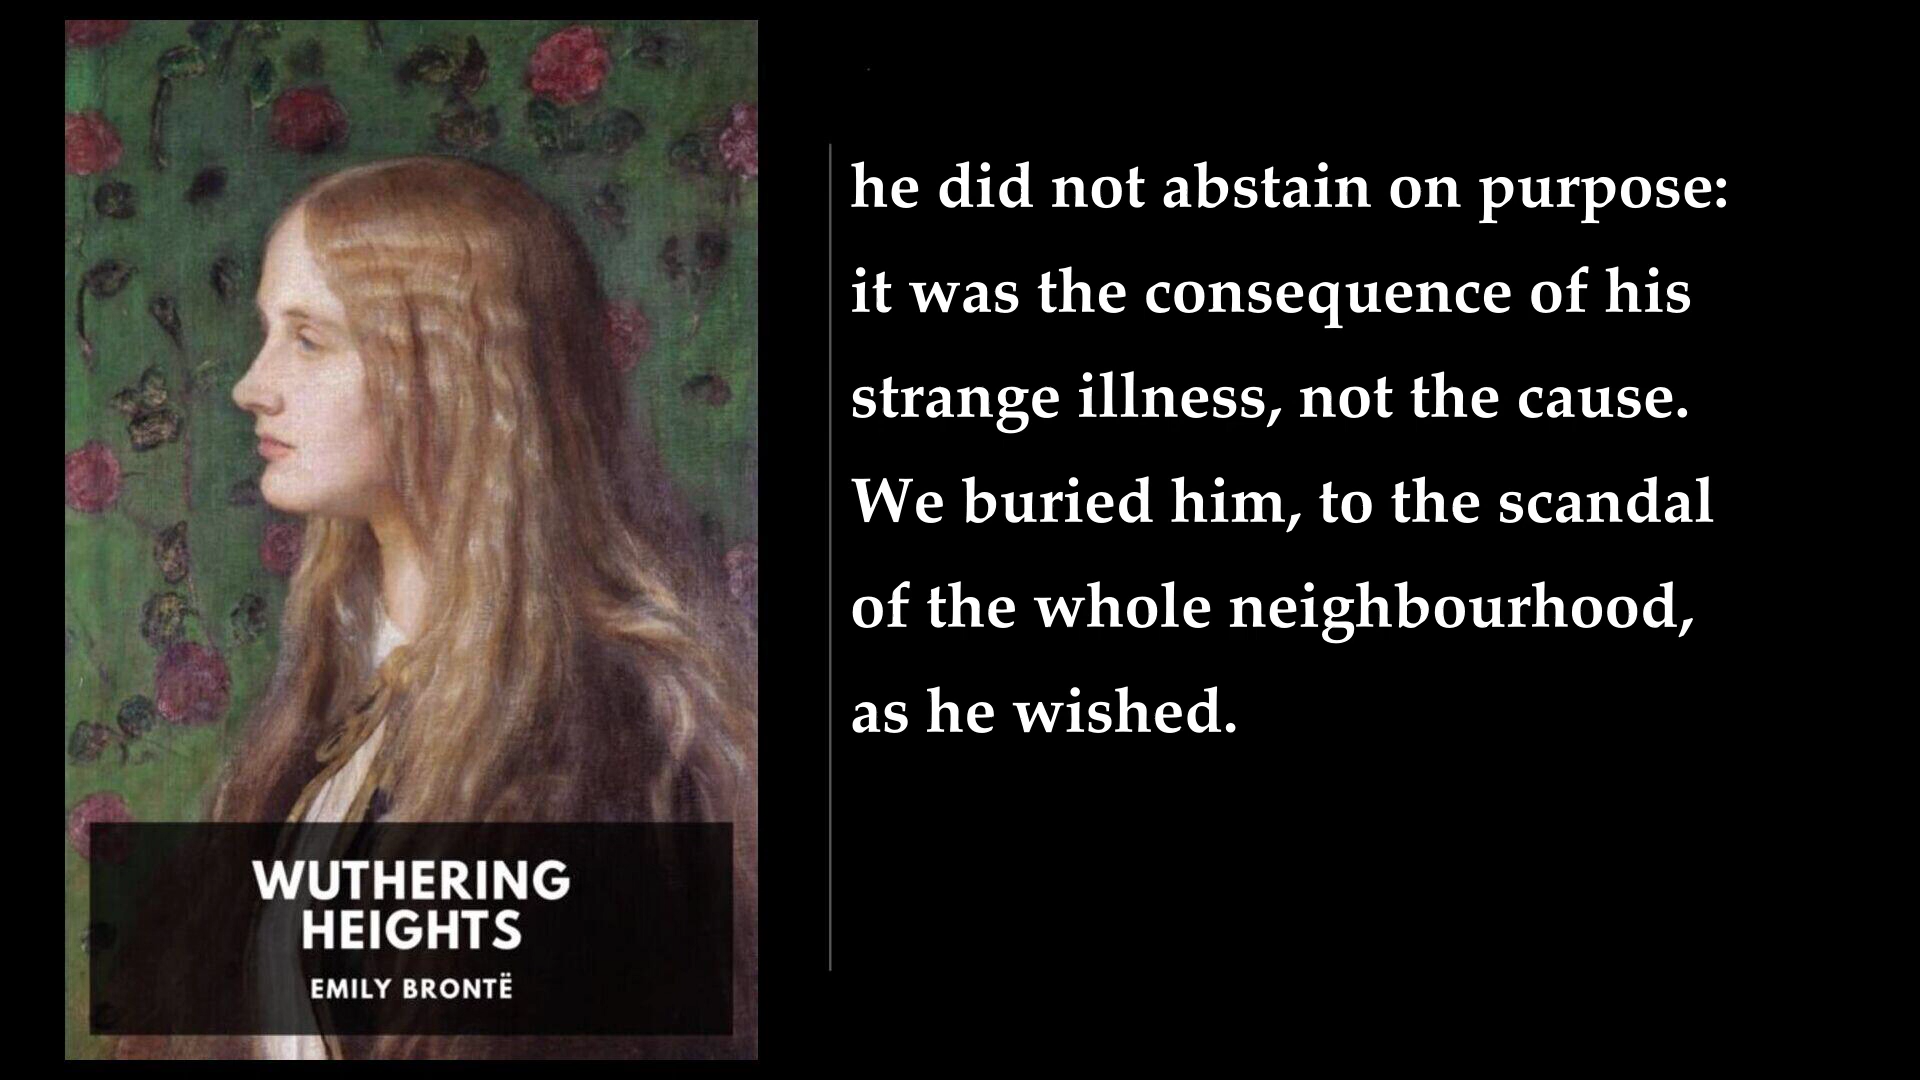 he did not abstain on purpose:
it was the consequence of his
strange illness, not the cause.
We buried him, to the scandal
of the whole neighbourhood,
as he wished.
WUTHERING
HEIGHTS
EMILY BRONTË